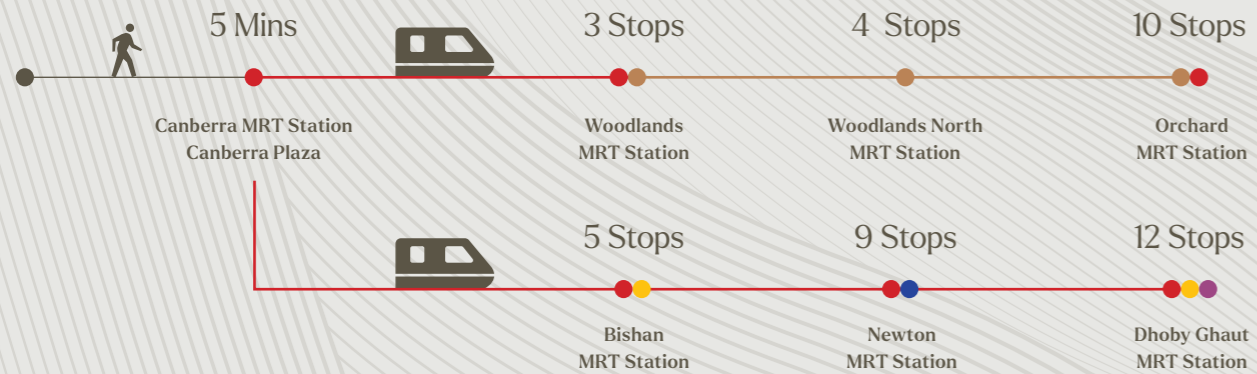 5 Mins
3 Stops
4 Stops
10 Stops
Canberra MRT Station
Canberra Plaza
Woodlands
MRT Station
Woodlands North
MRT Station
Orchard
MRT Station
5 Stops
9 Stops
12 Stops
Bishan
MRT Station
Newton
MRT Station
Dhoby Ghaut
MRT Station